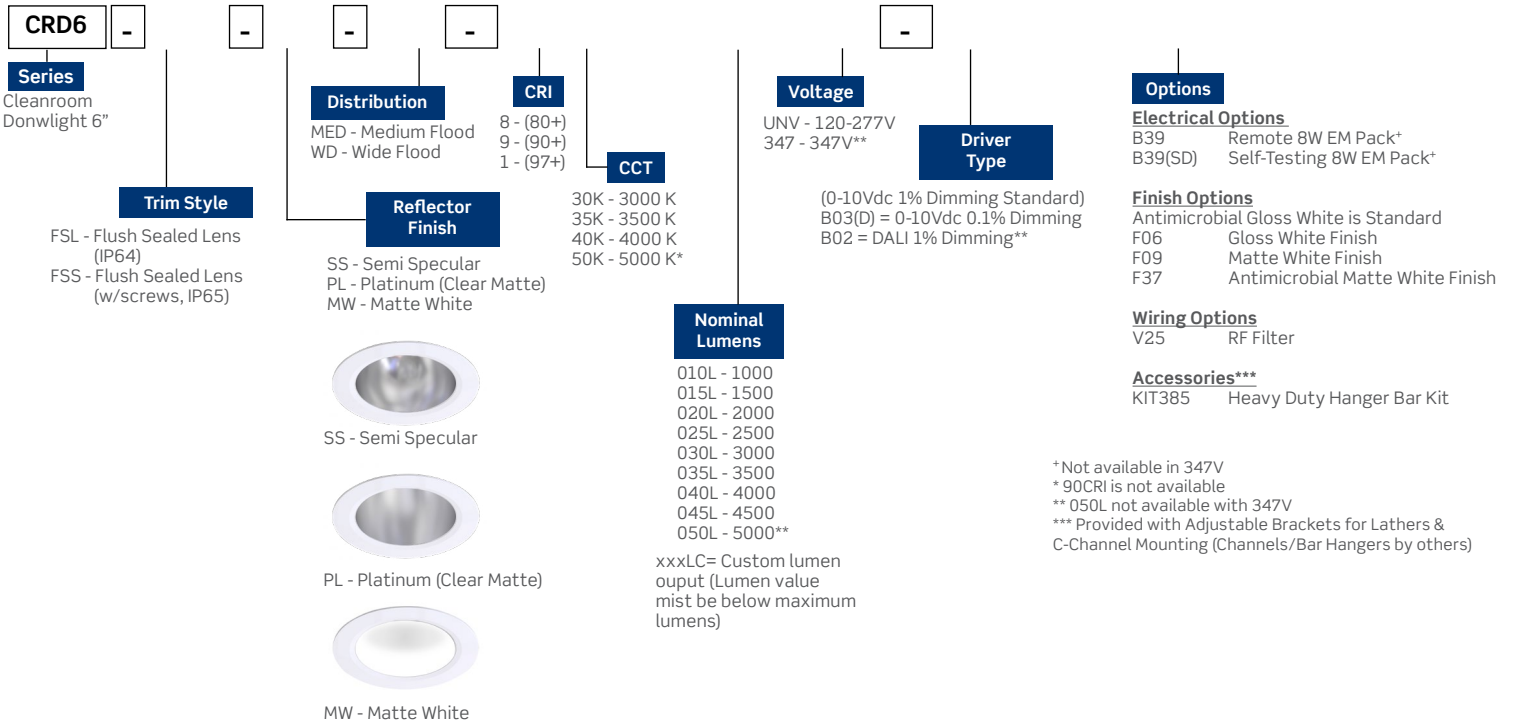 CRD6 - - - - -
Series
Cleanroom
Donwlight 6”
Trim Style
FSL - Flush Sealed Lens
(IP64)
FSS - Flush Sealed Lens
(w/screws, IP65)
Distribution
MED - Medium Flood
WD - Wide Flood
Reflector
Finish
SS - Semi Specular
PL - Platinum (Clear Matte)
MW - Matte White
SS - Semi Specular
PL - Platinum (Clear Matte)
MW - Matte White
CRI
8 - (80+)
9 - (90+)
1 - (97+)
CCT
30K - 3000 K
35K - 3500 K
40K - 4000 K
50K - 5000 K*
Nominal
Lumens
010L - 1000
015L - 1500
020L - 2000
025L - 2500
030L - 3000
035L - 3500
040L - 4000
045L - 4500
050L - 5000**
xxxLC= Custom lumen
ouput (Lumen value
mist be below maximum
lumens)
Voltage
UNV - 120-277V
347 - 347V**
Driver
Type
(0-10Vdc 1% Dimming Standard)
B03(D) = 0-10Vdc 0.1% Dimming
B02 = DALI 1% Dimming**
Options
Electrical Options
B39 Remote 8W EM Pack+
B39(SD) Self-Testing 8W EM Pack+
Finish Options
Antimicrobial Gloss White is Standard
F06 Gloss White Finish
F09 Matte White Finish
F37 Antimicrobial Matte White Finish
Wiring Options
V25 RF Filter
Accessories***
KIT385 Heavy Duty Hanger Bar Kit
+Not available in 347V
* 90CRI is not available
** 050L not available with 347V
*** Provided with Adjustable Brackets for Lathers &
C-Channel Mounting (Channels/Bar Hangers by others)